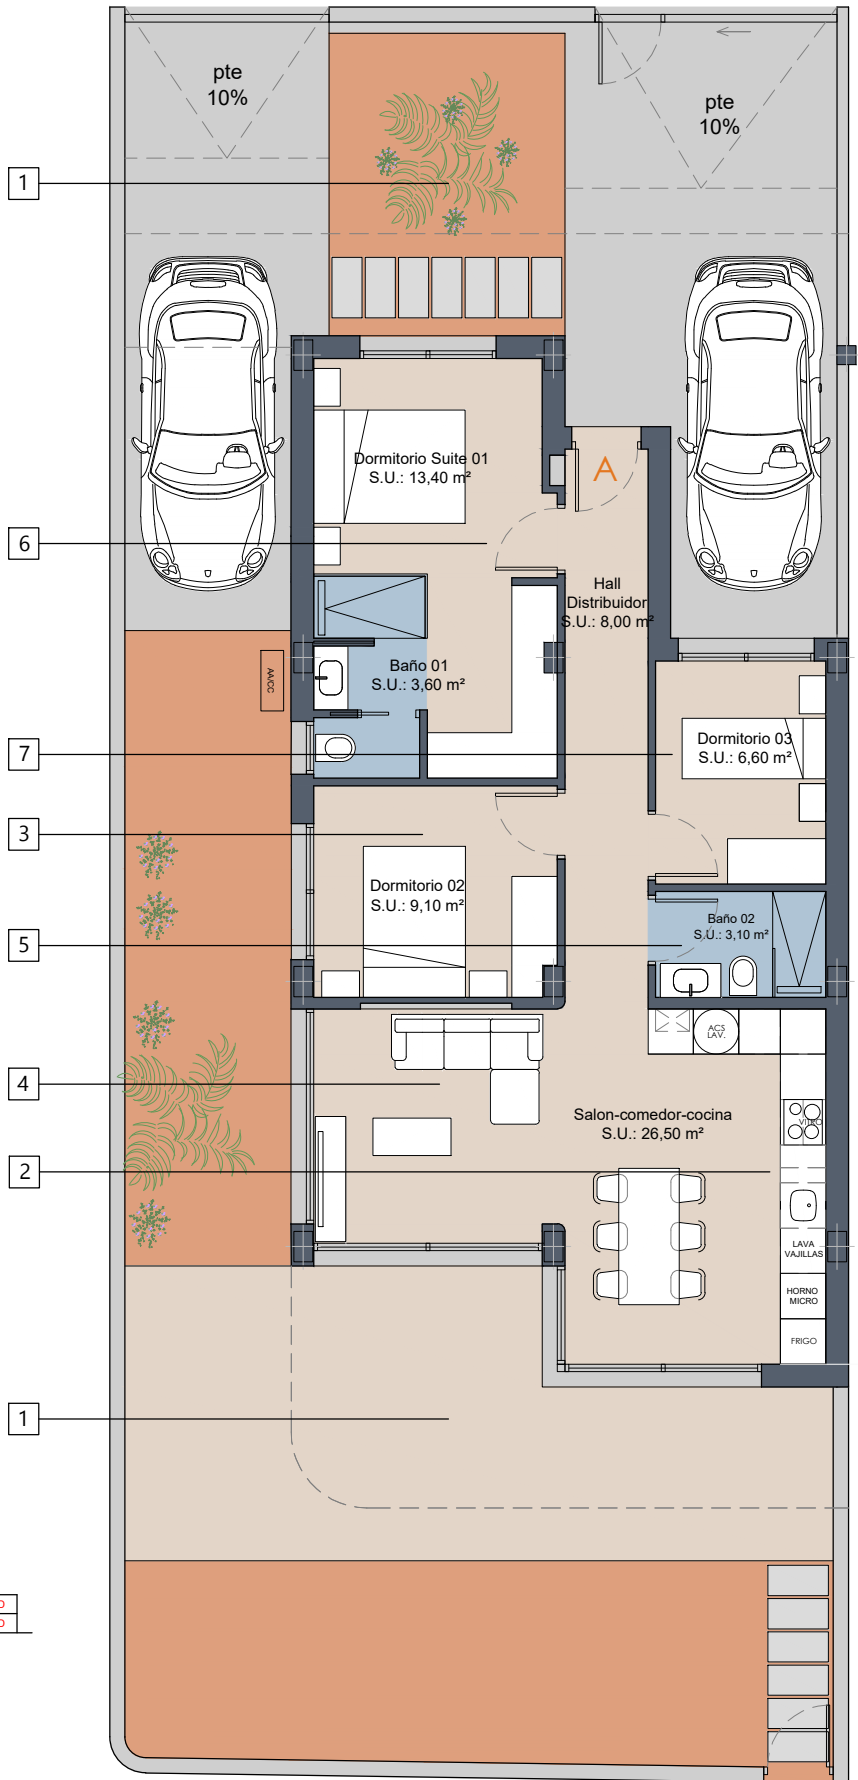 pte
10%
pte
10%
1
Dormitorio Suite 01
S.U.: 13,40 m²
A
6
Hall
Distribuidor
S.U.: 8,00 m²
Baño 01
S.U.: 3,60 m²
AA/CC
7
Dormitorio 03
S.U.: 6,60 m²
3
Dormitorio 02
S.U.: 9,10 m²
Baño 02
S.U.: 3,10 m²
5
ACS
LAV.
4
Salon-comedor-cocina
S.U.: 26,50 m²
VITRO
2
LAVA
VAJILLAS
HORNO
MICRO
FRIGO
1